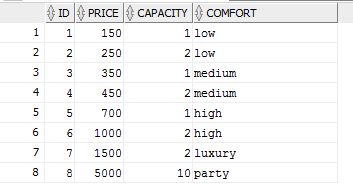 ID PRICE CAPACITY COMFORT
1 1 150 1 low
2 2 250 2 low
3 3 350 1 medium
4 4 450 2 medium
5 5 700 1 high
6 6 1000 2 high
7 7 1500 2 luxury
8 8 5000 10 party